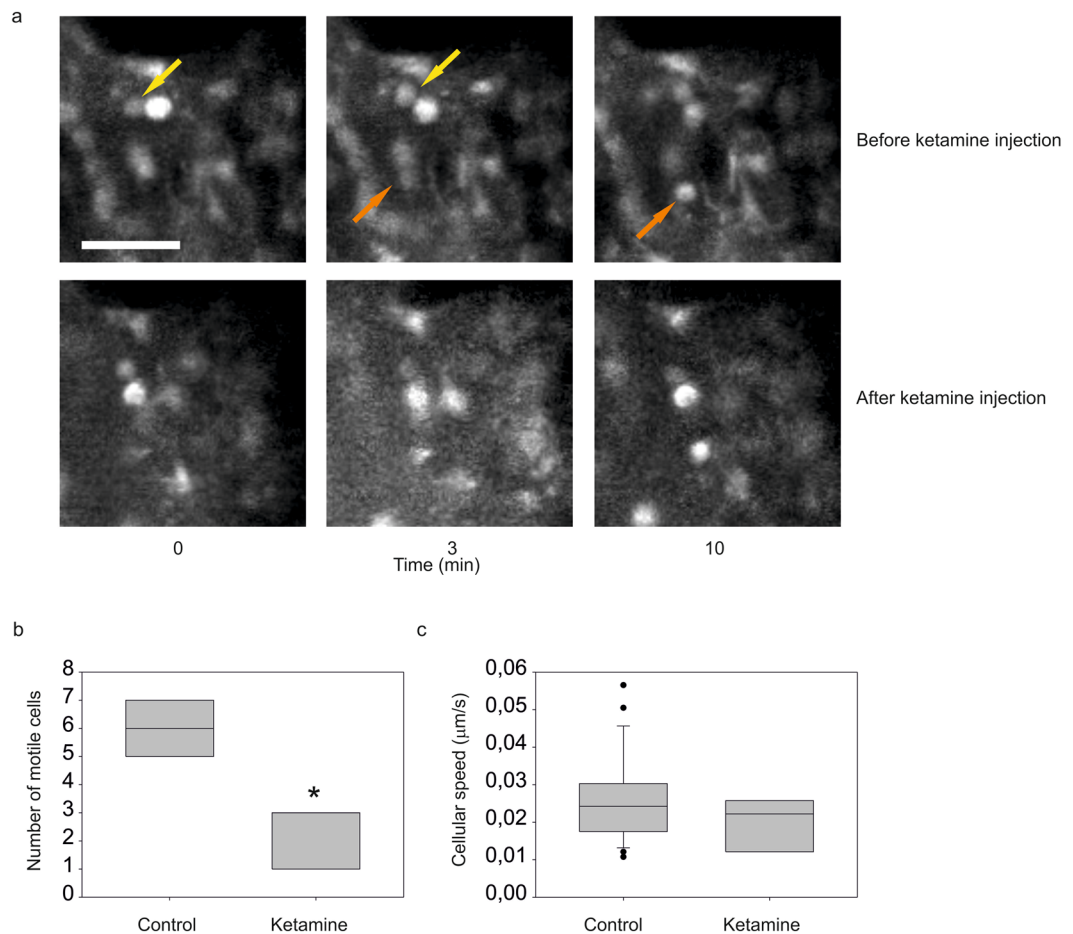 a
Before ketamine injection
After ketamine injection
0 3 10
Time (min)
b
Number of motile cells
8
7
6
5
4
3
2
1
0
*
Control Ketamine
c
Cellular speed (μm/s)
0,06
0,05
0,04
0,03
0,02
0,01
0,00
Control Ketamine